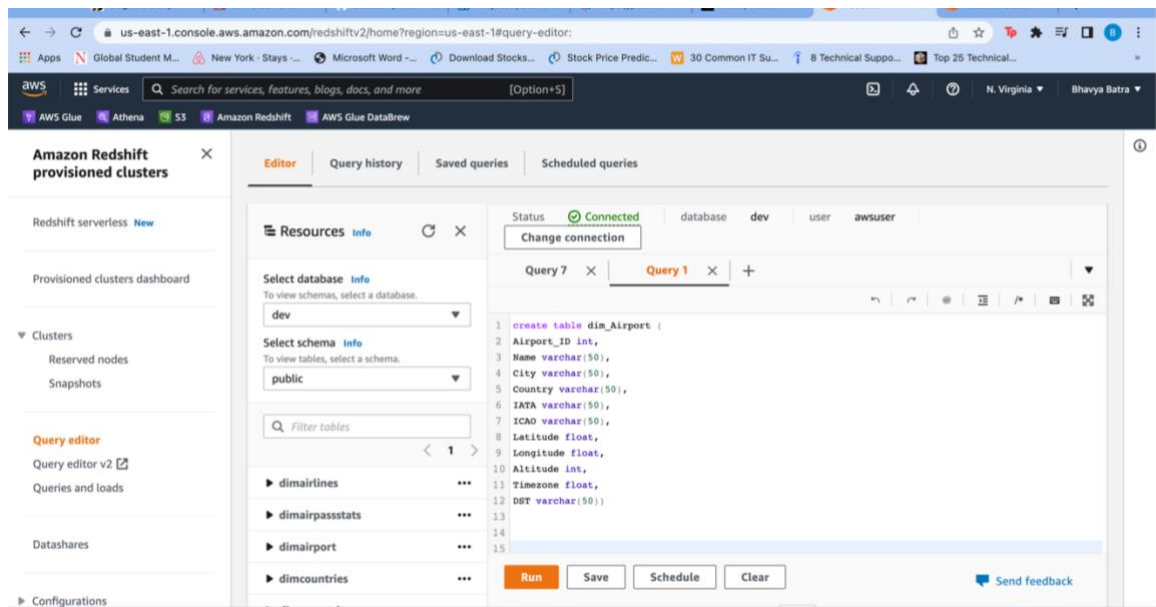 us-east-1.console.aws.amazon.com/redshiftv2/home?region=us-east-1#query-editor:
Apps Global Student M... New York · Stays ·... Microsoft Word -... Download Stocks... Stock Price Predic... 30 Common IT Su... 8 Technical Suppo... Top 25 Technical...
aws Services Search for services, features, blogs, docs, and more [Option+S] N. Virginia Bhavya Batra
AWS Glue Athena S3 Amazon Redshift AWS Glue DataBrew
Amazon Redshift
provisioned clusters
Redshift serverless New
Provisioned clusters dashboard
Clusters
Reserved nodes
Snapshots
Query editor
Query editor v2
Queries and loads
Datashares
Configurations
Editor Query history Saved queries Scheduled queries
Resources Info
Select database Info
To view schemas, select a database.
dev
Select schema Info
To view tables, select a schema.
public
Filter tables
1
dimairlines
dimairpassstats
dimairport
dimcountries
Status Connected database dev user awsuser
Change connection
Query 7 Query 1
1 create table dim_Airport (
2 Airport_ID int,
3 Name varchar(50),
4 City varchar(50),
5 Country varchar(50),
6 IATA varchar(50),
7 ICAO varchar(50),
8 Latitude float,
9 Longitude float,
10 Altitude int,
11 Timezone float,
12 DST varchar(50))
13
14
15
Run Save Schedule Clear
Send feedback